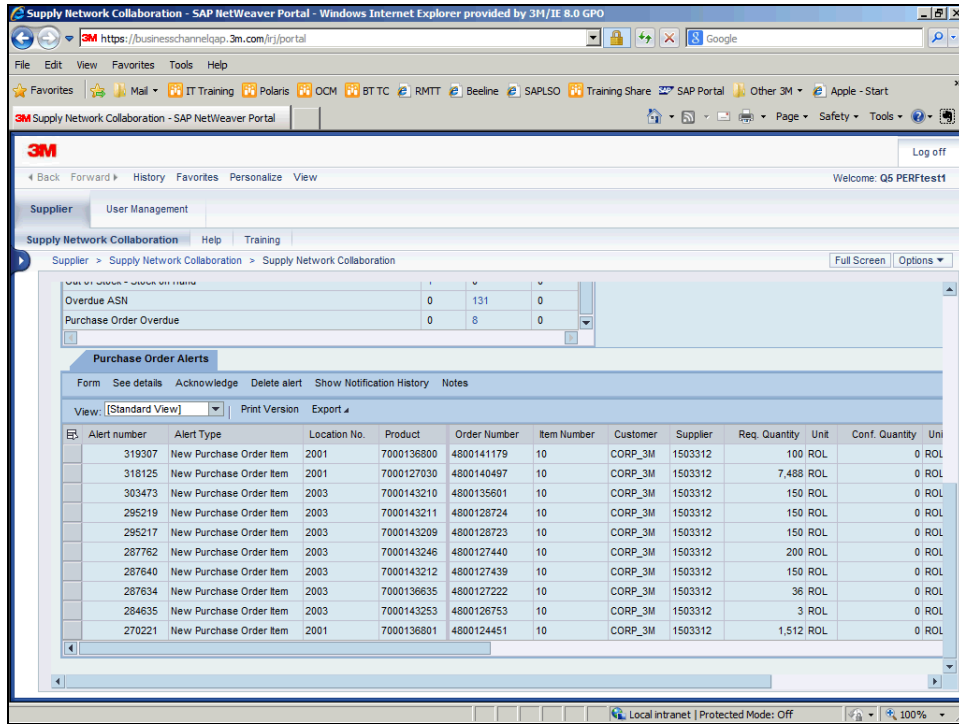 Supply Network Collaboration - SAP NetWeaver Portal - Windows Internet Explorer provided by 3M/IE 8.0 GPO
3M https://businesschannelqap.3m.com/irj/portal
Google
File Edit View Favorites Tools Help
Favorites Mail IT Training Polaris OCM BT TC RMTT Beeline SAPLSO Training Share SAP Portal Other 3M Apple - Start
3M Supply Network Collaboration - SAP NetWeaver Portal
Page Safety Tools
3M
Log off
Back Forward History Favorites Personalize View
Welcome: Q5 PERFtest1
Supplier User Management
Supply Network Collaboration Help Training
Supplier > Supply Network Collaboration > Supply Network Collaboration
Full Screen Options
Out of Stock - Stock on Hand 1 0 0
Overdue ASN 0 131 0
Purchase Order Overdue 0 8 0
Purchase Order Alerts
Form See details Acknowledge Delete alert Show Notification History Notes
View: [Standard View] Print Version Export
Alert number Alert Type Location No. Product Order Number Item Number Customer Supplier Req. Quantity Unit Conf. Quantity Uni
319307 New Purchase Order Item 2001 7000136800 4800141179 10 CORP_3M 1503312 100 ROL 0 ROL
318125 New Purchase Order Item 2001 7000127030 4800140497 10 CORP_3M 1503312 7,488 ROL 0 ROL
303473 New Purchase Order Item 2003 7000143210 4800135601 10 CORP_3M 1503312 150 ROL 0 ROL
295219 New Purchase Order Item 2003 7000143211 4800128724 10 CORP_3M 1503312 150 ROL 0 ROL
295217 New Purchase Order Item 2003 7000143209 4800128723 10 CORP_3M 1503312 150 ROL 0 ROL
287762 New Purchase Order Item 2003 7000143246 4800127440 10 CORP_3M 1503312 200 ROL 0 ROL
287640 New Purchase Order Item 2003 7000143212 4800127439 10 CORP_3M 1503312 150 ROL 0 ROL
287634 New Purchase Order Item 2003 7000136635 4800127222 10 CORP_3M 1503312 36 ROL 0 ROL
284635 New Purchase Order Item 2003 7000143253 4800126753 10 CORP_3M 1503312 3 ROL 0 ROL
270221 New Purchase Order Item 2001 7000136801 4800124451 10 CORP_3M 1503312 1,512 ROL 0 ROL
Local intranet | Protected Mode: Off
100%